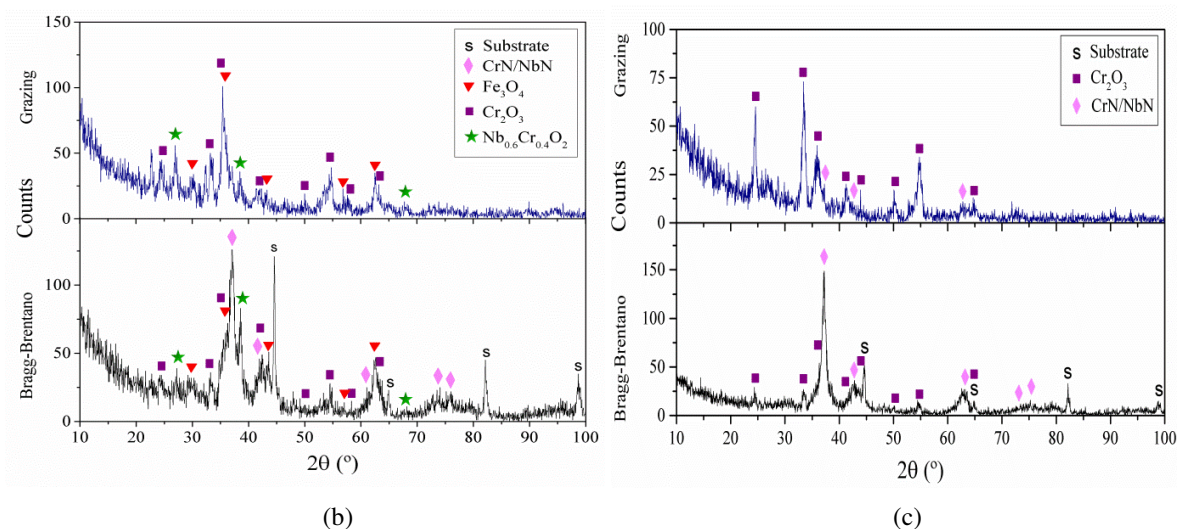 150
100
50
0
Grazing
S Substrate
CrN/NbN
Fe₃O₄
Cr₂O₃
Nb₀.₆Cr₀.₄O₂
Counts
100
50
0
Bragg-Brentano
S
S
S
S
10 20 30 40 50 60 70 80 90 100
2θ (º)
(b)
100
75
50
25
0
Grazing
S Substrate
Cr₂O₃
CrN/NbN
Counts
150
100
50
0
Bragg-Brentano
S
S
S
S
10 20 30 40 50 60 70 80 90 100
2θ (º)
(c)